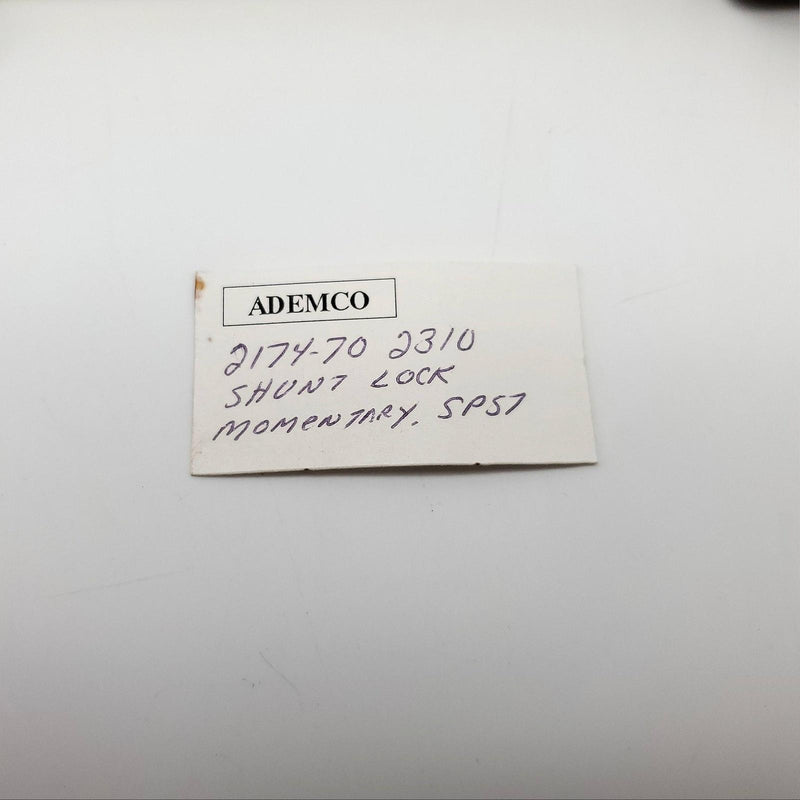 ADEMCO
2174-70 2310
SHUNT LOCK
MOMENTARY, SPST